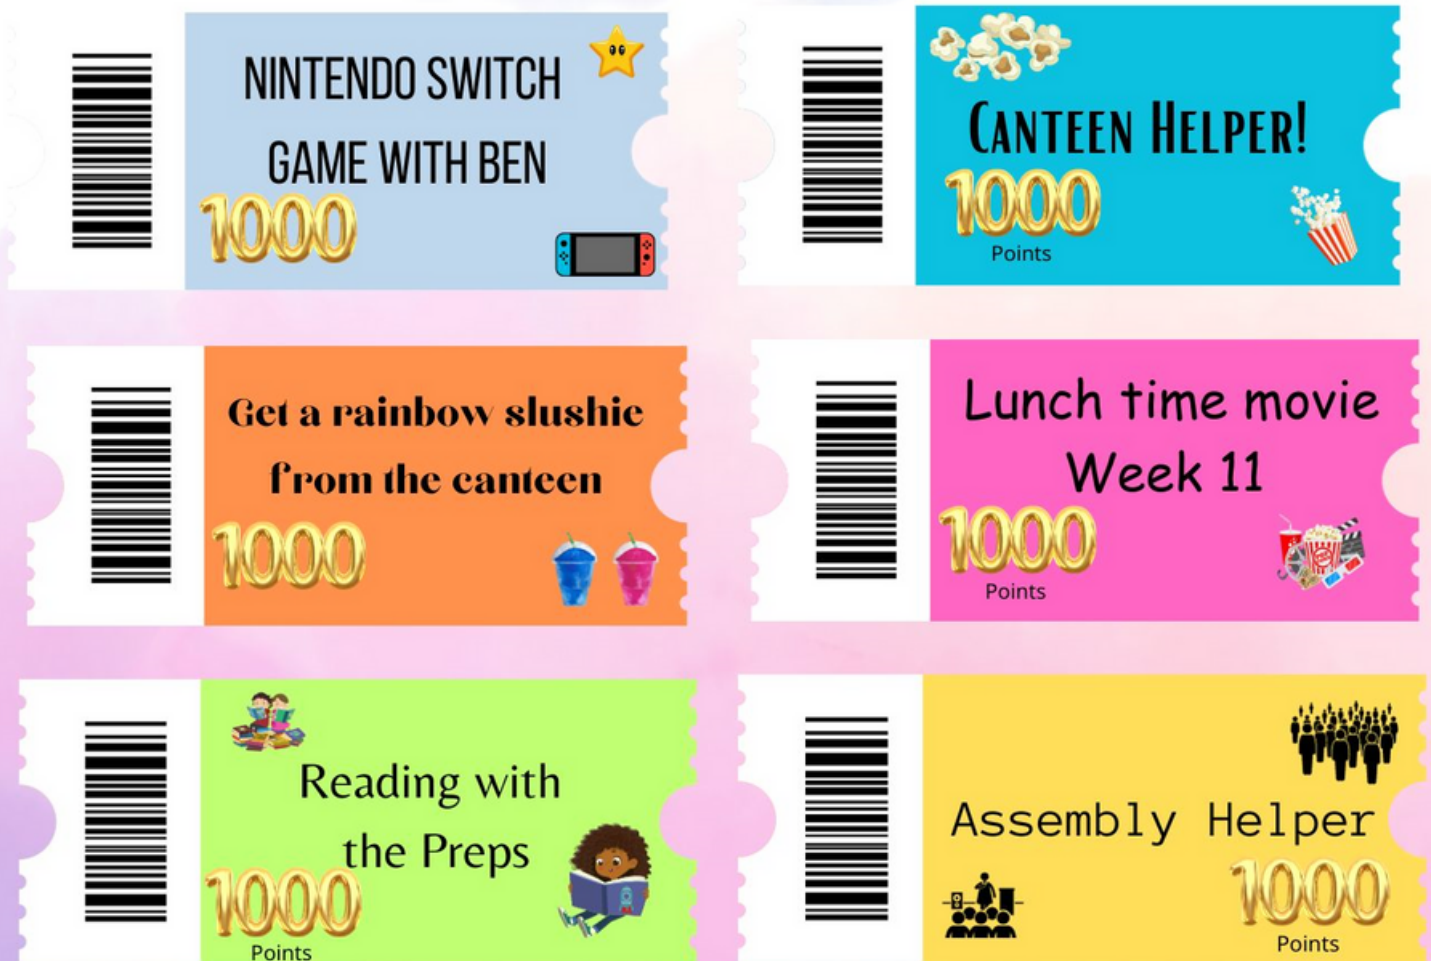 NINTENDO SWITCH
GAME WITH BEN
1000
CANTEEN HELPER!
1000
Points
Get a rainbow slushie
from the canteen
1000
Lunch time movie
Week 11
1000
Points
Reading with
the Preps
1000
Points
Assembly Helper
1000
Points